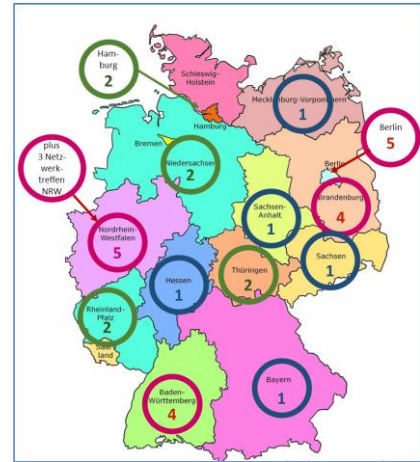 Ham-
burg
2
Schleswig-
Holstein
Mecklenburg-Vorpommern
1
Hamburg
Berlin
5
plus
3 Netz-
werk-
treffen
NRW
Bremen
Niedersachsen
2
Berlin
Brandenburg
4
Sachsen-
Anhalt
1
Nordrhein-
Westfalen
5
Sachsen
1
Hessen
1
Thüringen
2
Rheinland-
Pfalz
2
Saar
land
Bayern
1
Baden-
Württemberg
4